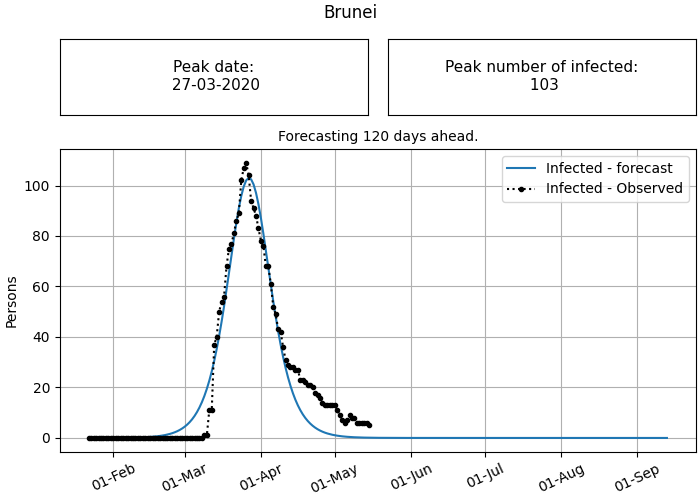 Brunei
Peak date:
27-03-2020
Peak number of infected:
103
Forecasting 120 days ahead.
Infected - forecast
Infected - Observed
Persons
100
80
60
40
20
0
01-Feb
01-Mar
01-Apr
01-May
01-Jun
01-Jul
01-Aug
01-Sep